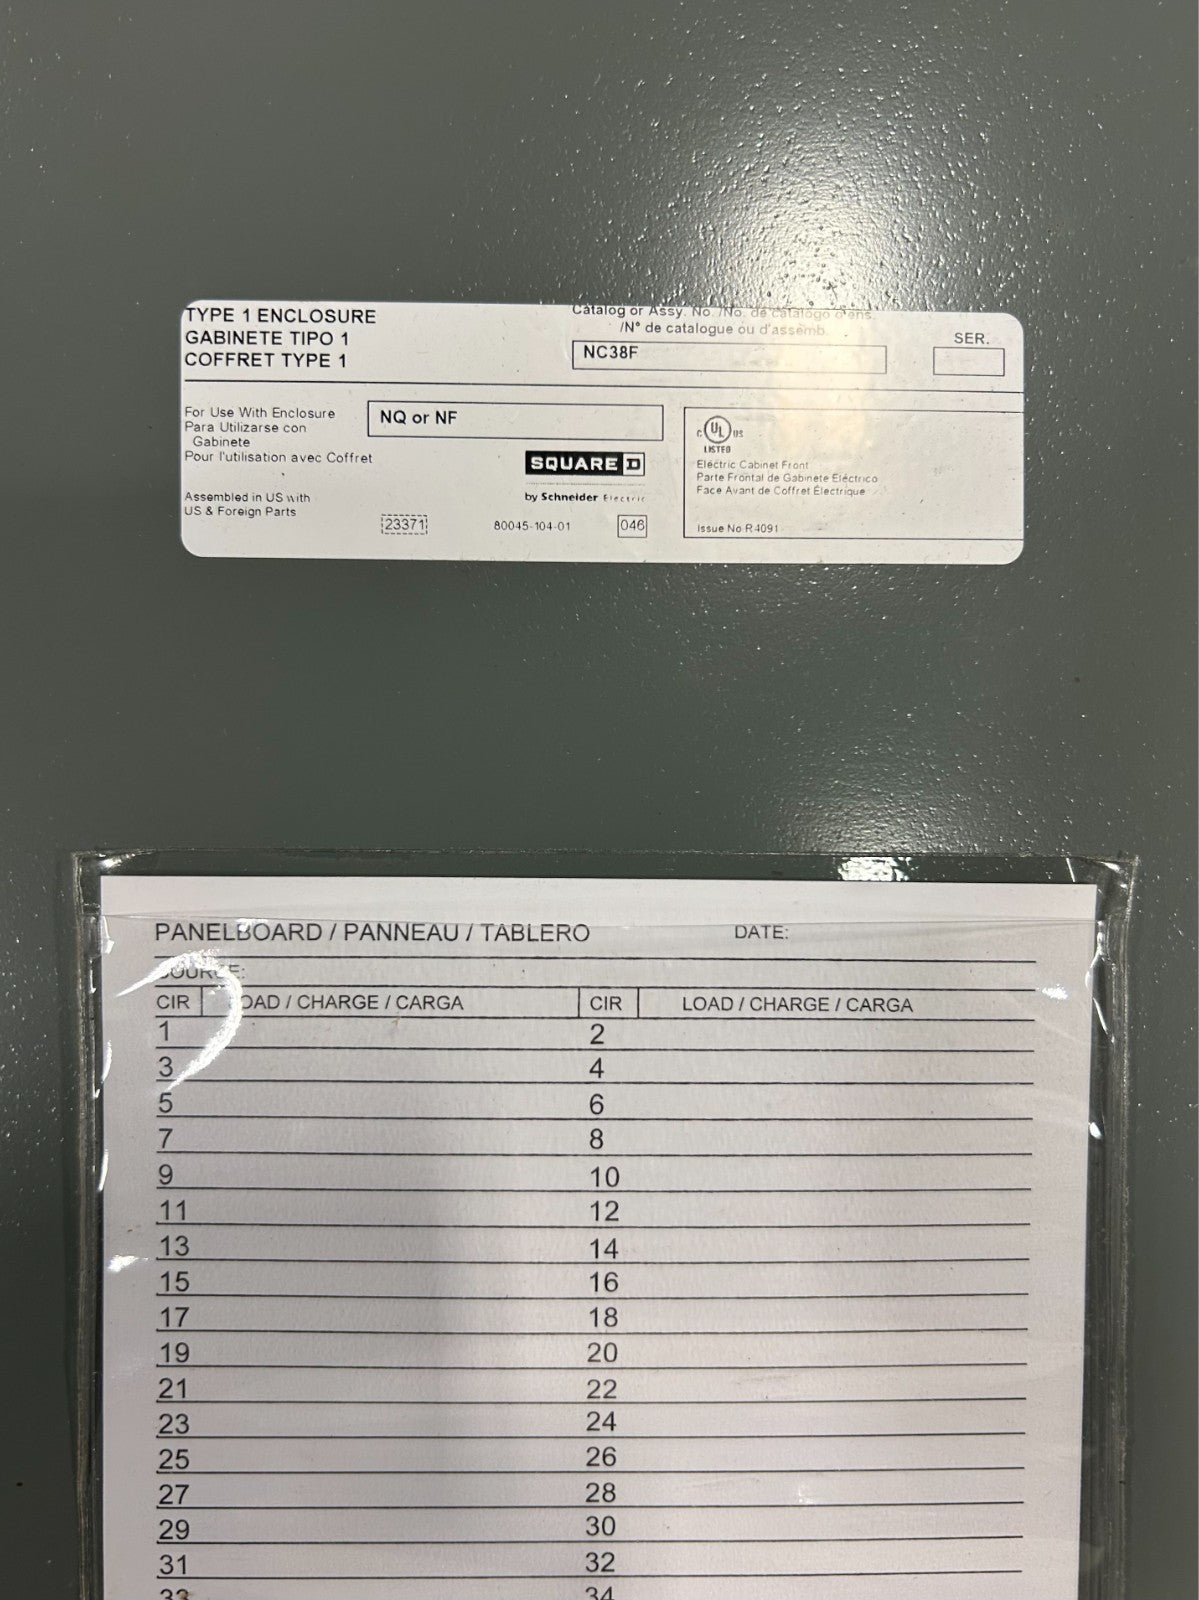 TYPE 1 ENCLOSURE
GABINETE TIPO 1
COFFRET TYPE 1
Catalog or Assy. No. /No. de catálogo o ens.
/N° de catalogue ou d'assemb.
NC38F
SER.
For Use With Enclosure
Para Utilizarse con
Gabinete
Pour l'utilisation avec Coffret
NQ or NF
SQUARE D
by Schneider Electric
Assembled in US with
US & Foreign Parts
23371
80045-104-01
046
C UL US
LISTED
Electric Cabinet Front
Parte Frontal de Gabinete Eléctrico
Face Avant de Coffret Électrique
Issue No R4091
PANELBOARD / PANNEAU / TABLERO DATE:
SOURCE:
CIR LOAD / CHARGE / CARGA CIR LOAD / CHARGE / CARGA
1 2
3 4
5 6
7 8
9 10
11 12
13 14
15 16
17 18
19 20
21 22
23 24
25 26
27 28
29 30
31 32
33 34